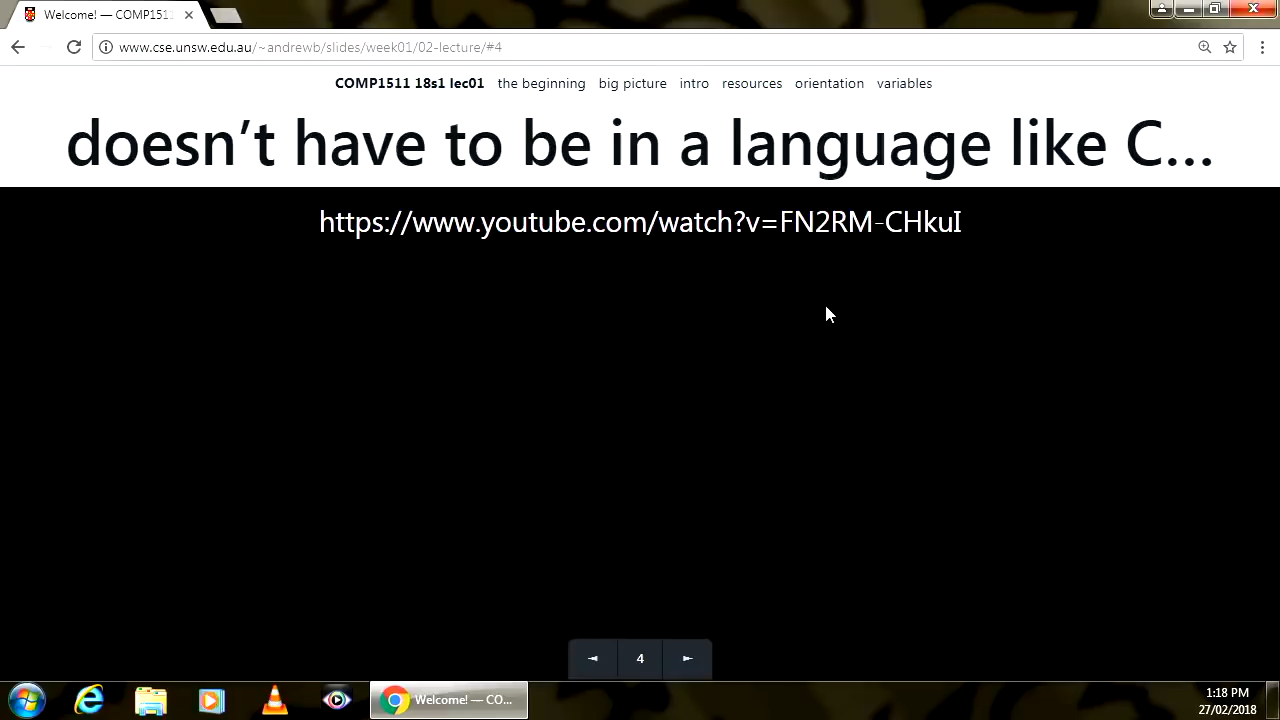 Welcome! — COMP1511
www.cse.unsw.edu.au/~andrewb/slides/week01/02-lecture/#4
COMP1511 18s1 lec01 the beginning big picture intro resources orientation variables
doesn’t have to be in a language like C…
https://www.youtube.com/watch?v=FN2RM-CHkuI
4
Welcome! — CO...
1:18 PM
27/02/2018